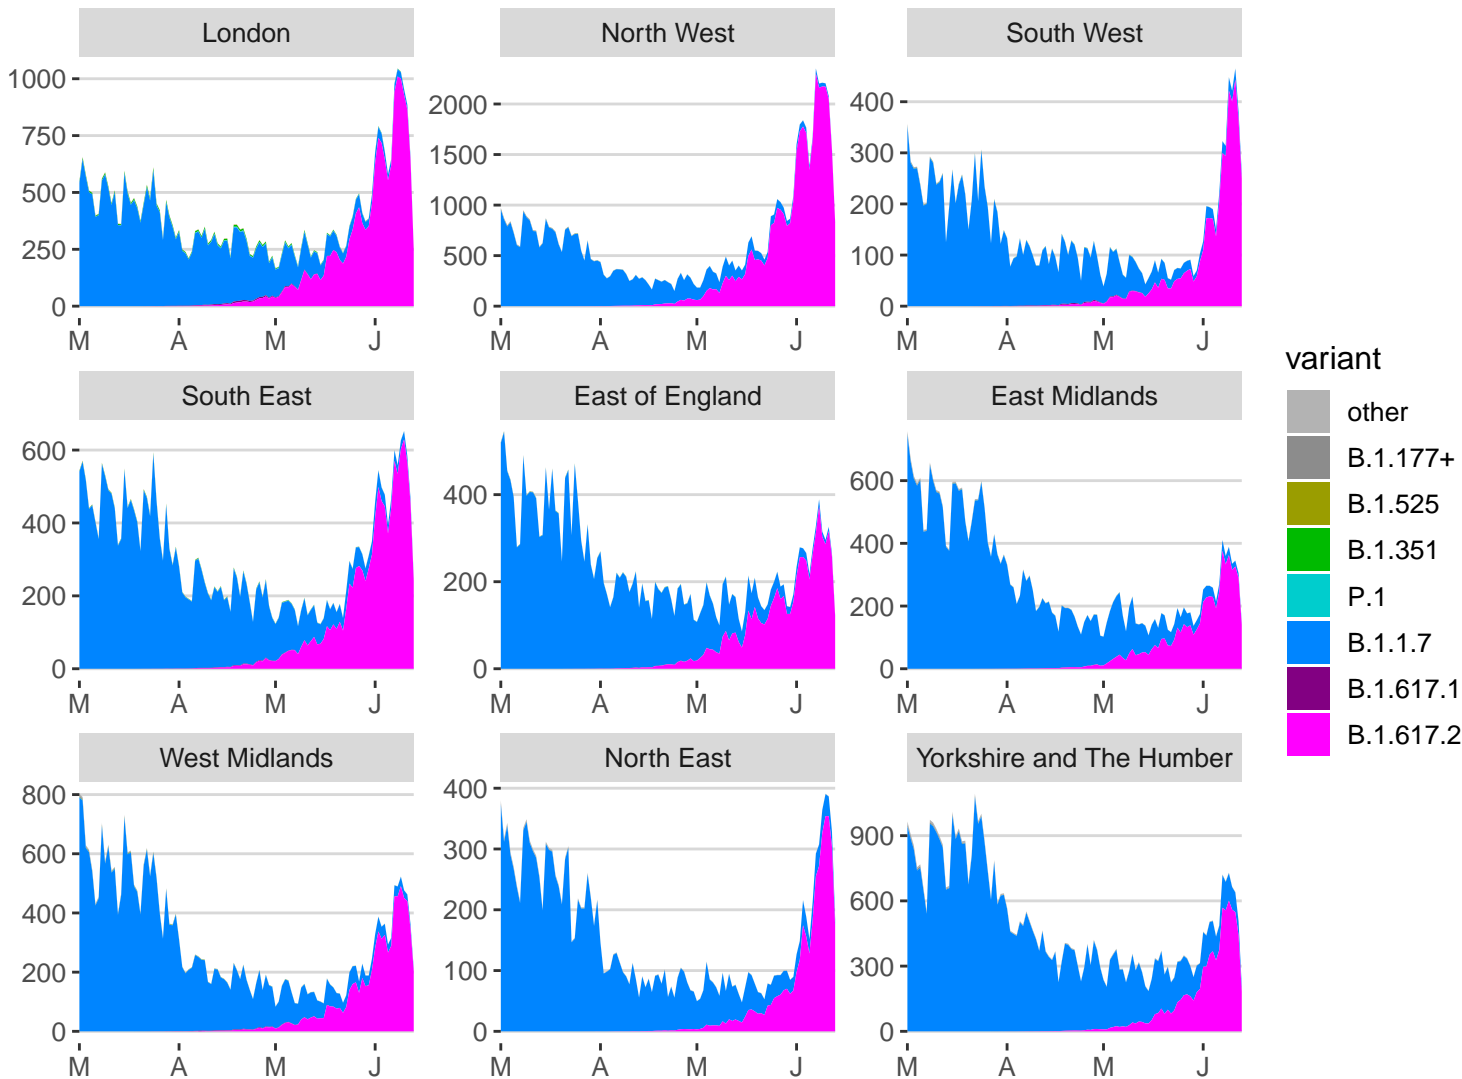 London
North West
South West
1000
750
500
250
0
M A M J
2000
1500
1000
500
0
M A M J
400
300
200
100
0
M A M J
South East
East of England
East Midlands
600
400
200
0
M A M J
400
200
0
M A M J
600
400
200
0
M A M J
West Midlands
North East
Yorkshire and The Humber
800
600
400
200
0
M A M J
400
300
200
100
0
M A M J
900
600
300
0
M A M J
variant
other
B.1.177+
B.1.525
B.1.351
P.1
B.1.1.7
B.1.617.1
B.1.617.2